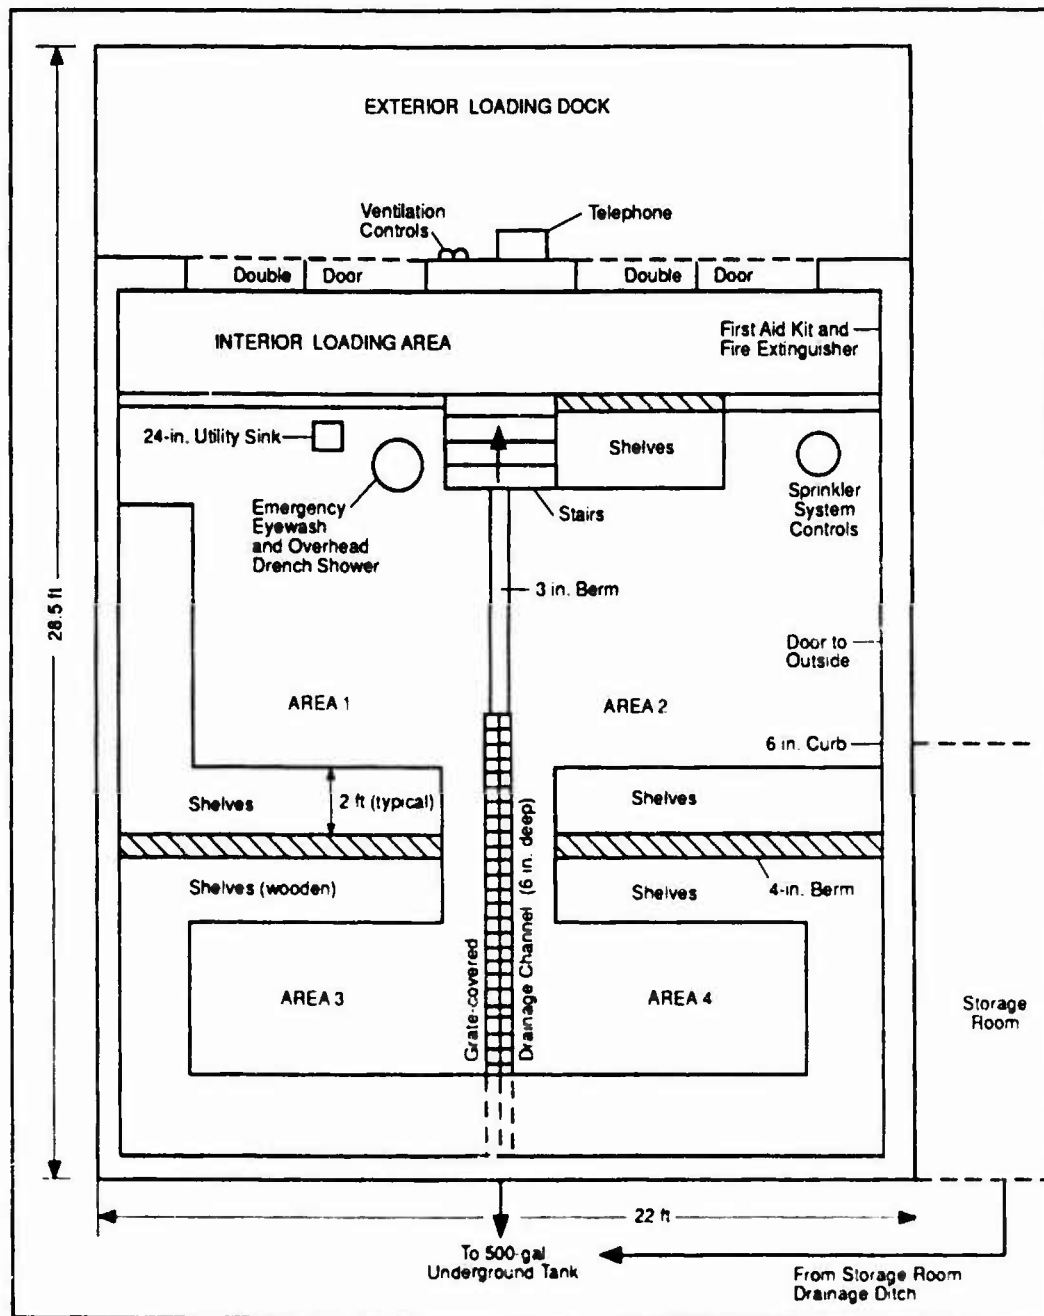 EXTERIOR LOADING DOCK
Ventilation
Controls
Telephone
Double Door
Double Door
INTERIOR LOADING AREA
First Aid Kit and
Fire Extinguisher
24-in. Utility Sink
Shelves
Emergency
Eyewash
and Overhead
Drench Shower
Stairs
Sprinkler
System
Controls
3 in. Berm
28.5 ft
Door to
Outside
AREA 1
AREA 2
6 in. Curb
Shelves
2 ft (typical)
Shelves
Shelves (wooden)
Shelves
4-in. Berm
Grate-covered
Drainage Channel (6 in. deep)
AREA 3
AREA 4
Storage
Room
22 ft
To 500-gal
Underground Tank
From Storage Room
Drainage Ditch